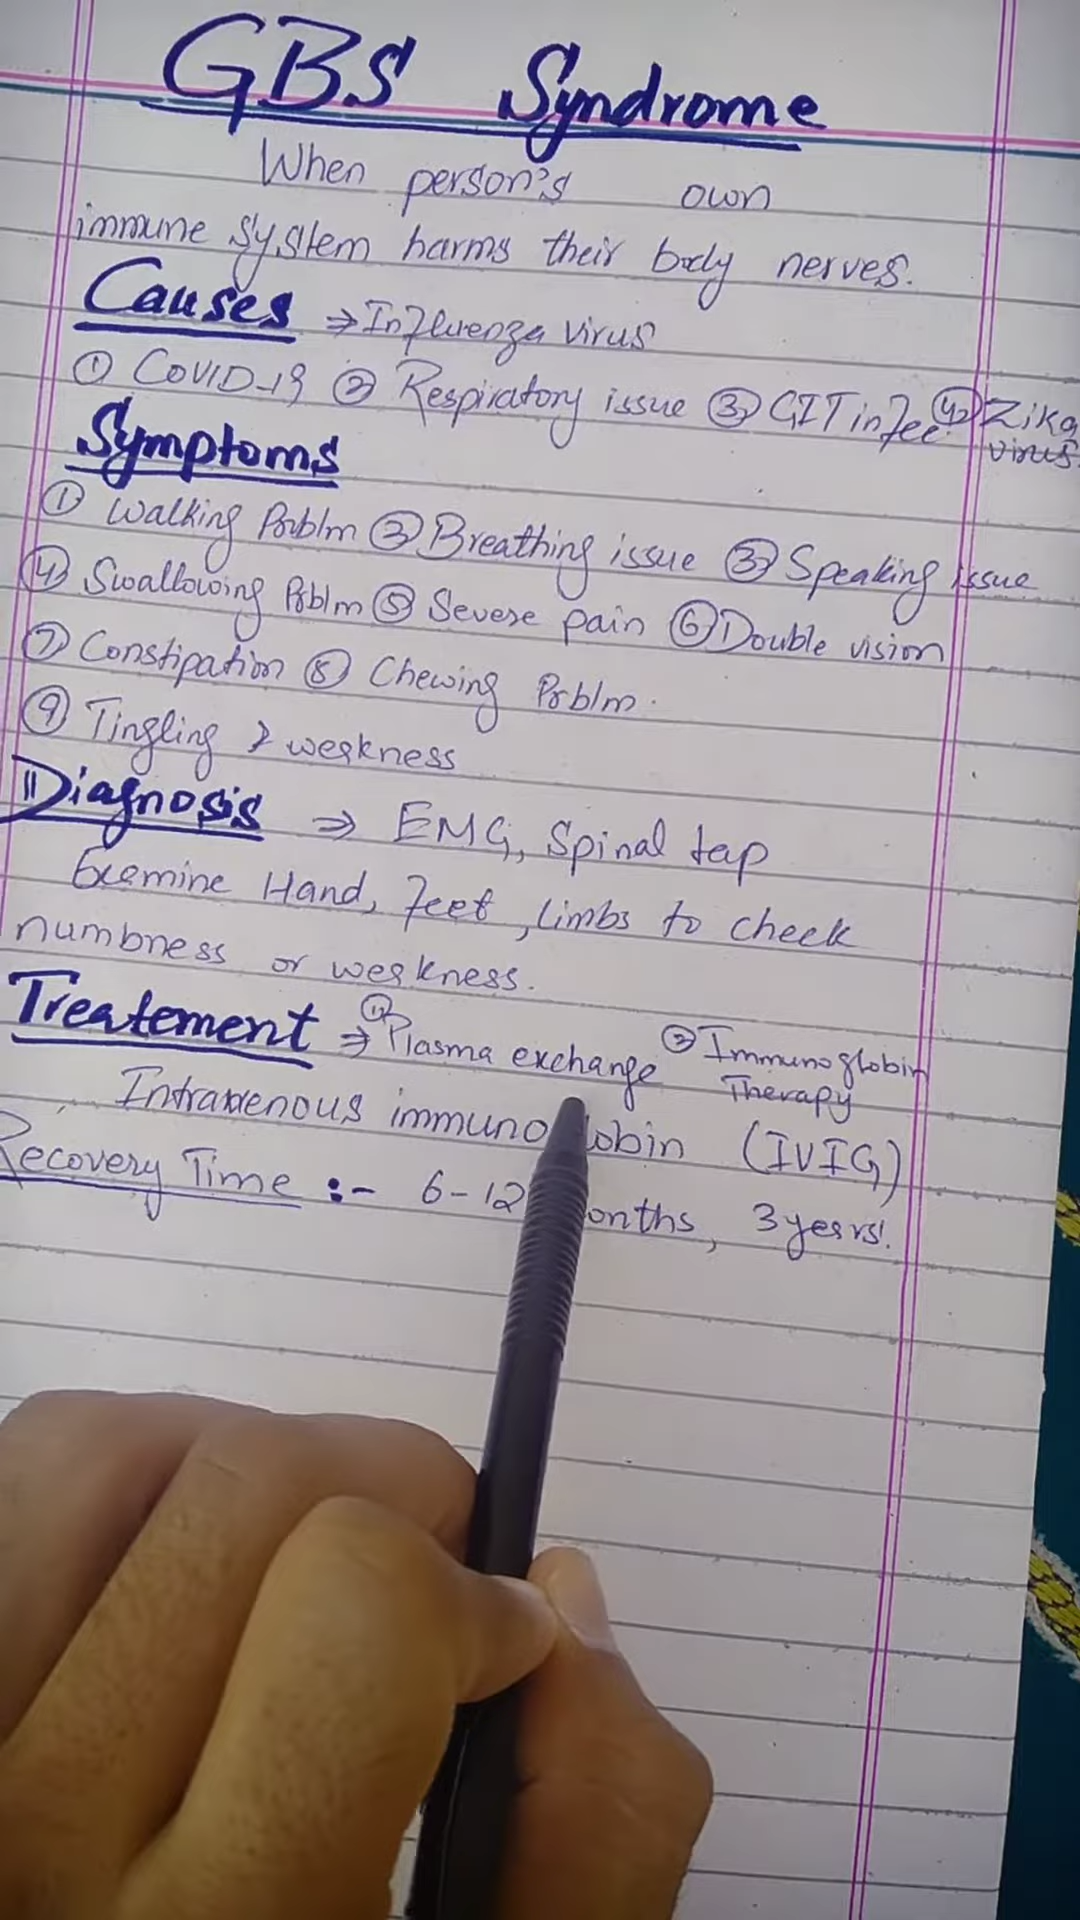 GBS Syndrome
When person's own
immune system harms their body nerves.
Causes ⇒ Influenza virus
① COVID-19 ② Respiratory issue ③ GIT infec ④ Zika
virus.
Symptoms
① Walking Porblm ② Breathing issue ③ Speaking issue
④ Swallowing Porblm ⑤ Severe pain ⑥ Double vision
⑦ Constipation ⑧ Chewing Porblm.
⑨ Tingling & weakness
Diagnosis ⇒ EMG, Spinal tap
Examine Hand, feet, limbs to check
numbness or weakness.
Treatement ⇒ ① Plasma exchange ② Immunoglobin
Therapy
Intravenous immuno lobin (IVIG)
Recovery Time :- 6-12 onths, 3 years.